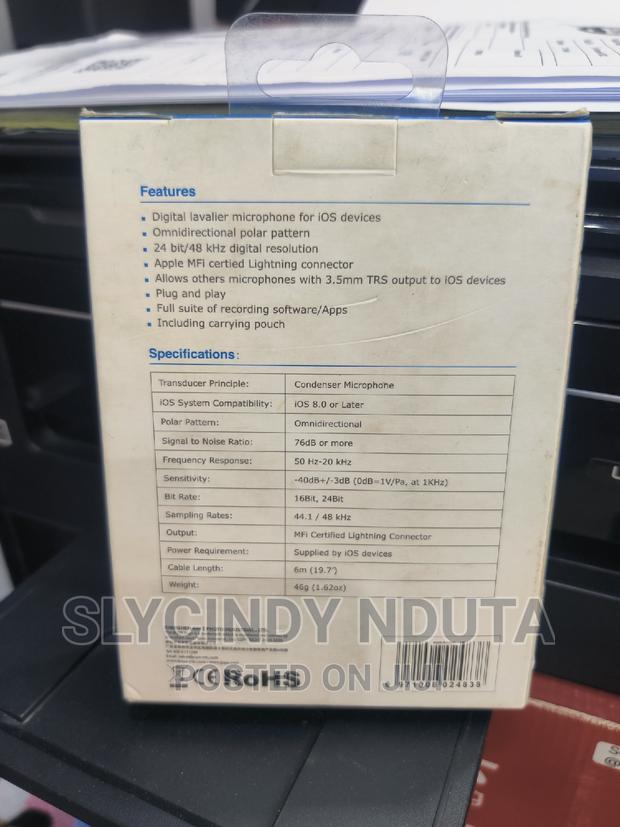 Features
Digital lavalier microphone for iOS devices
Omnidirectional polar pattern
24 bit/48 kHz digital resolution
Apple MFi certied Lightning connector
Allows others microphones with 3.5mm TRS output to iOS devices
Plug and play
Full suite of recording software/Apps
Including carrying pouch
Specifications:
Transducer Principle: Condenser Microphone
iOS System Compatibility: iOS 8.0 or Later
Polar Pattern: Omnidirectional
Signal to Noise Ratio: 76dB or more
Frequency Response: 50 Hz-20 kHz
Sensitivity: -40dB+/-3dB (0dB=1V/Pa, at 1KHz)
Bit Rate: 16Bit, 24Bit
Sampling Rates: 44.1 / 48 kHz
Output: MFi Certified Lightning Connector
Power Requirement: Supplied by iOS devices
Cable Length: 6m (19.7')
Weight: 46g (1.62oz)
SLYCINDY NDUTA
POSTED ON JIJI
CE RoHS